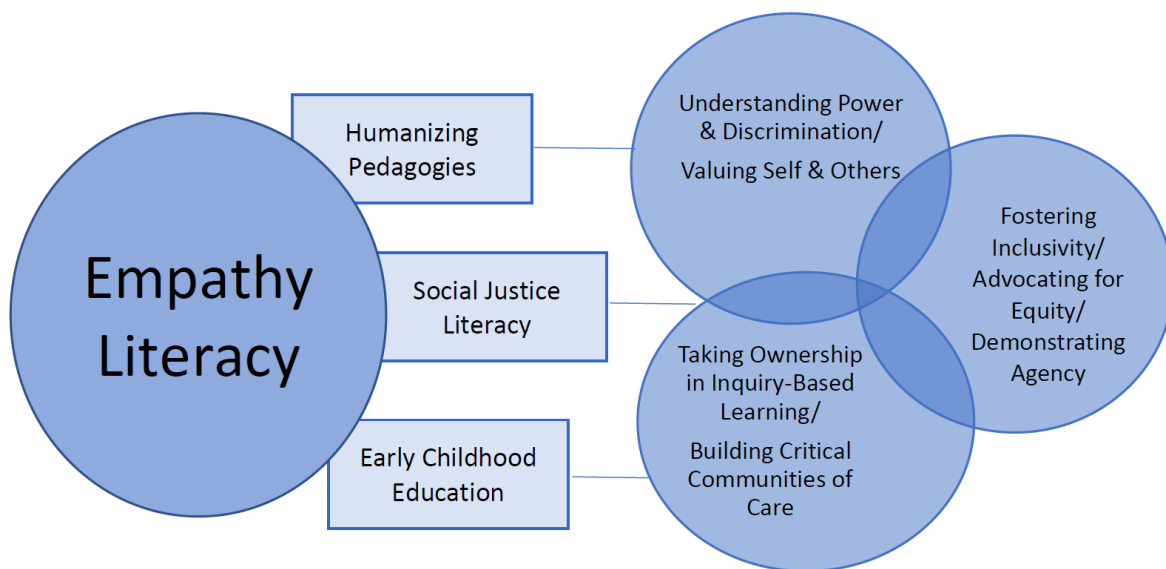 Empathy
Literacy
Humanizing
Pedagogies
Social Justice
Literacy
Early Childhood
Education
Understanding Power
& Discrimination/
Valuing Self & Others
Fostering
Inclusivity/
Advocating for
Equity/
Demonstrating
Agency
Taking Ownership
in Inquiry-Based
Learning/
Building Critical
Communities of
Care